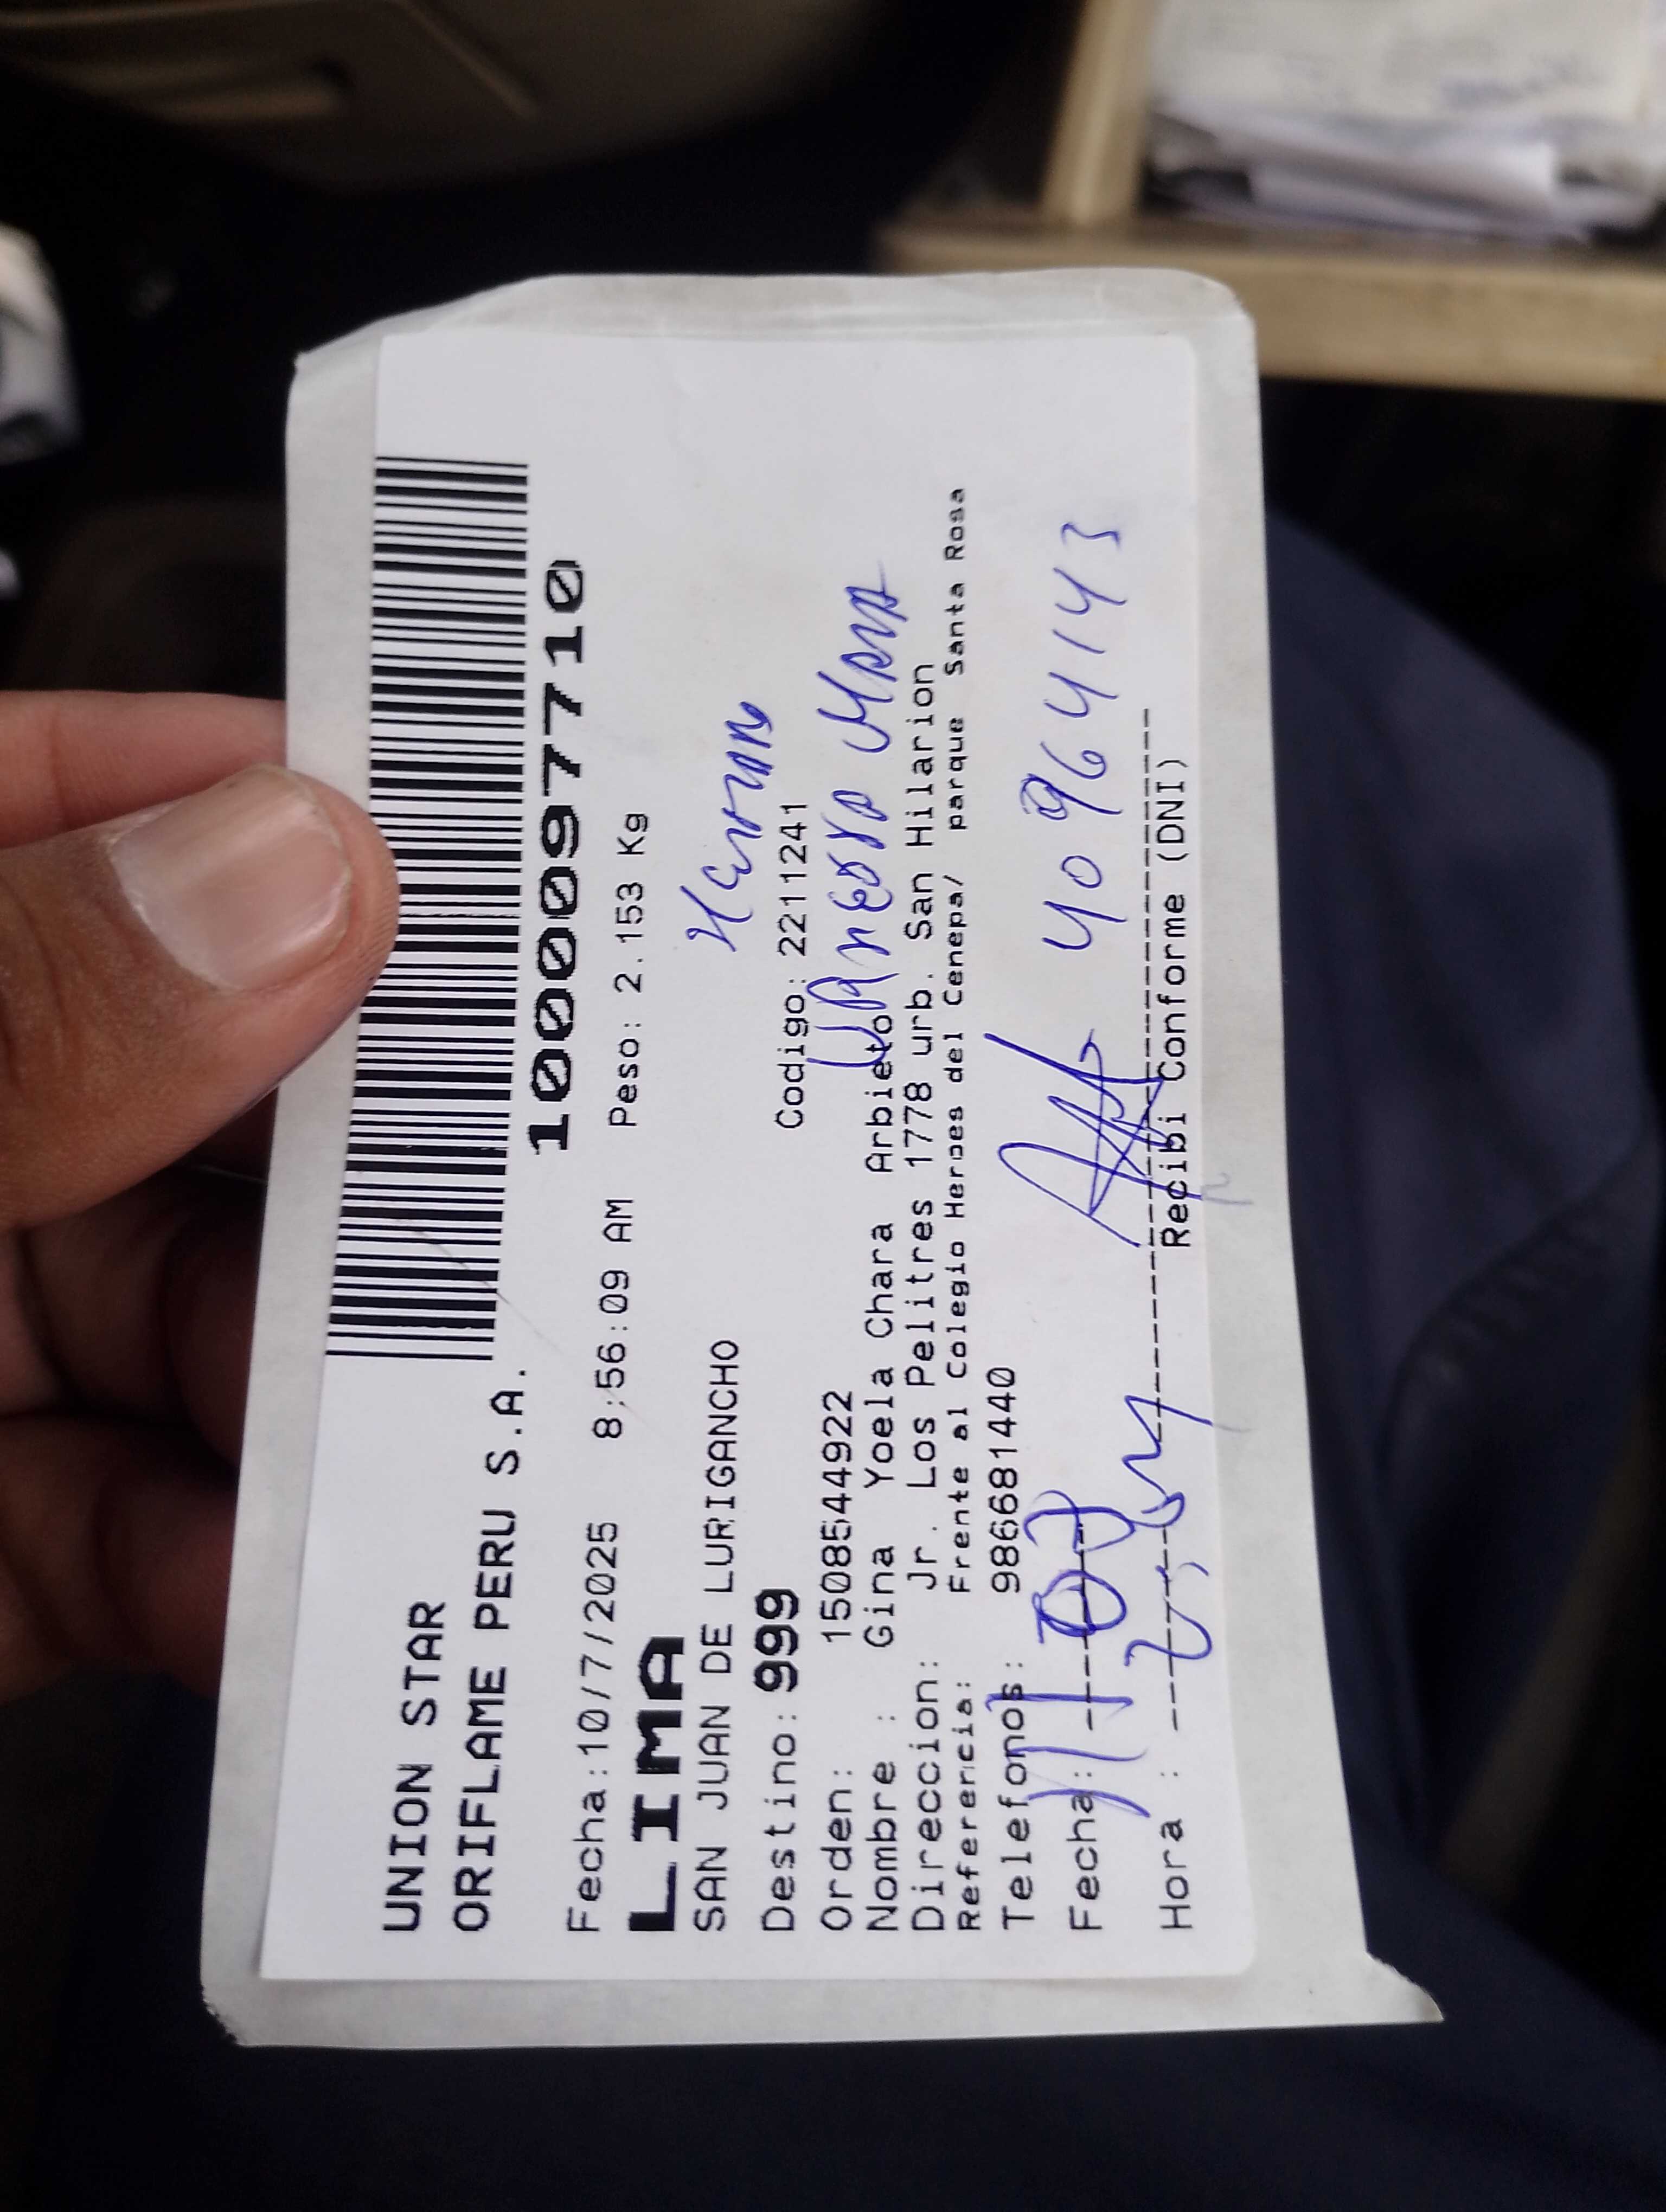 UNION STAR
ORIFLAME PERU S.A.
1000097710
Fecha:10/7/2025 8:56:09 AM Peso: 2.153 Kg
LIMA
SAN JUAN DE LURIGANCHO
Destino: 999
Codigo: 2211241
Orden: 1508544922
Nombre : Gina Yoela Chara Arbieto
Direccion: Jr. Los Pelitres 1778 urb. San Hilarion
Referencia: Frente al Colegio Heroes del Cenepa/ parque Santa Rosa
Telefonos: 986681440
40964143
Fecha:
Hora :
Recibi Conforme (DNI)